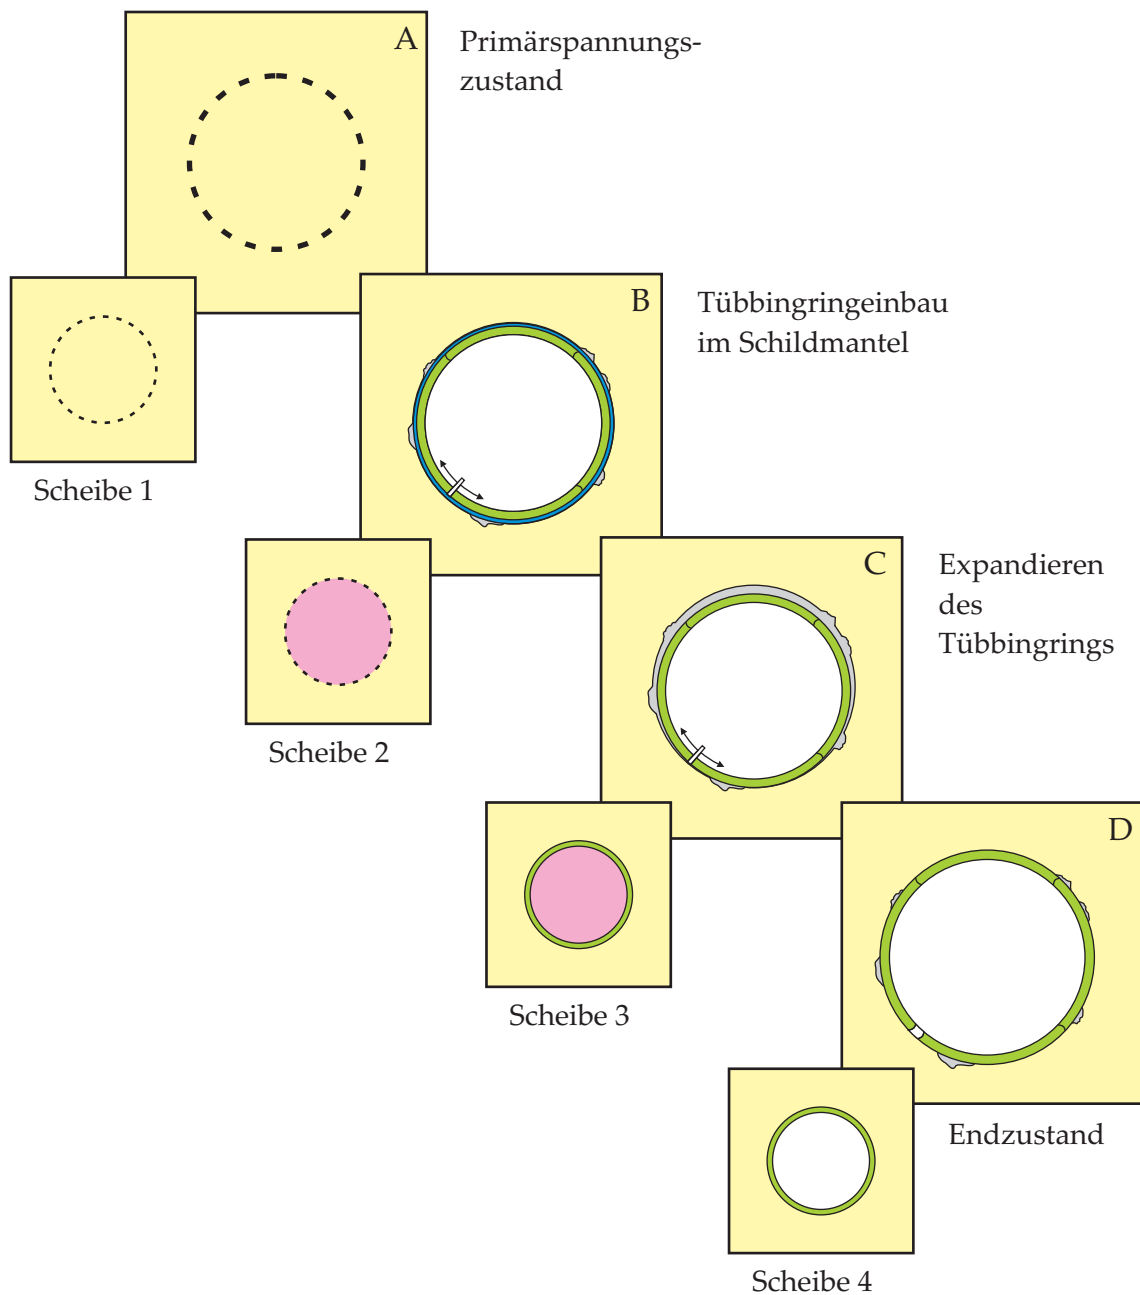 A
Primärspannungs-
zustand
B
Tübbingringeinbau
im Schildmantel
Scheibe 1
C
Expandieren
des
Tübbingrings
Scheibe 2
D
Scheibe 3
Endzustand
Scheibe 4